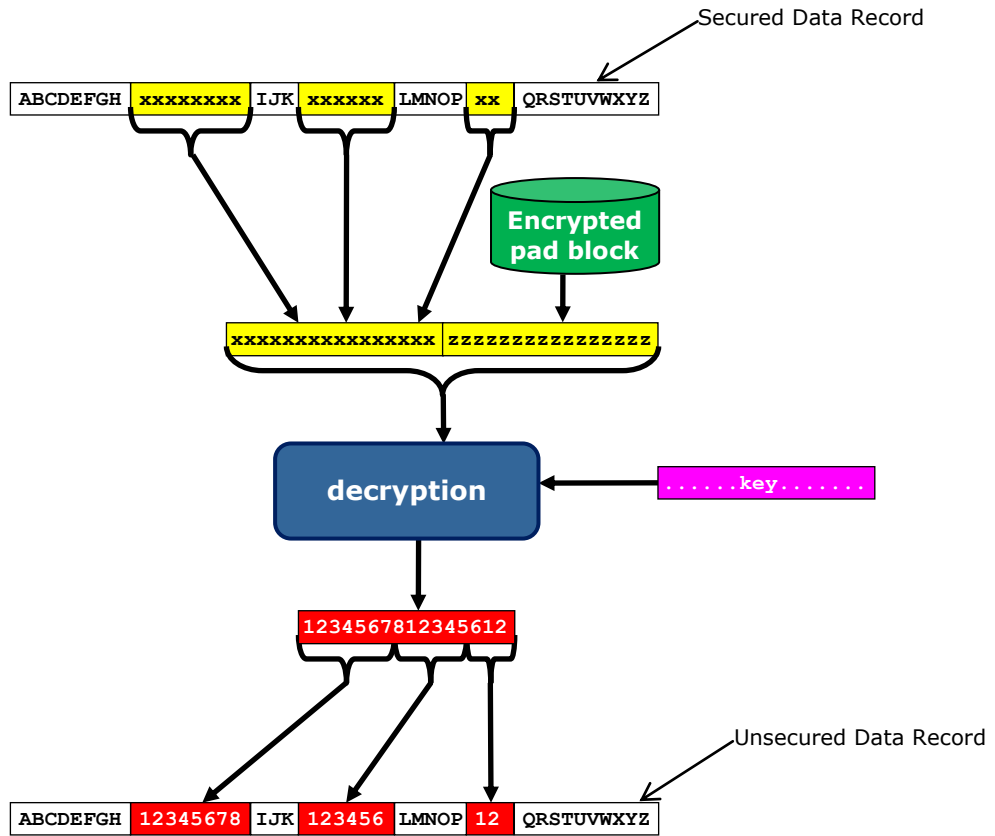 Secured Data Record
ABCDEFGH xxxxxxxx IJK xxxxxx LMNOP xx QRSTUVWXYZ
Encrypted
pad block
xxxxxxxxxxxxxxxx zzzzzzzzzzzzzzzz
decryption
......key.......
1234567812345612
Unsecured Data Record
ABCDEFGH 12345678 IJK 123456 LMNOP 12 QRSTUVWXYZ